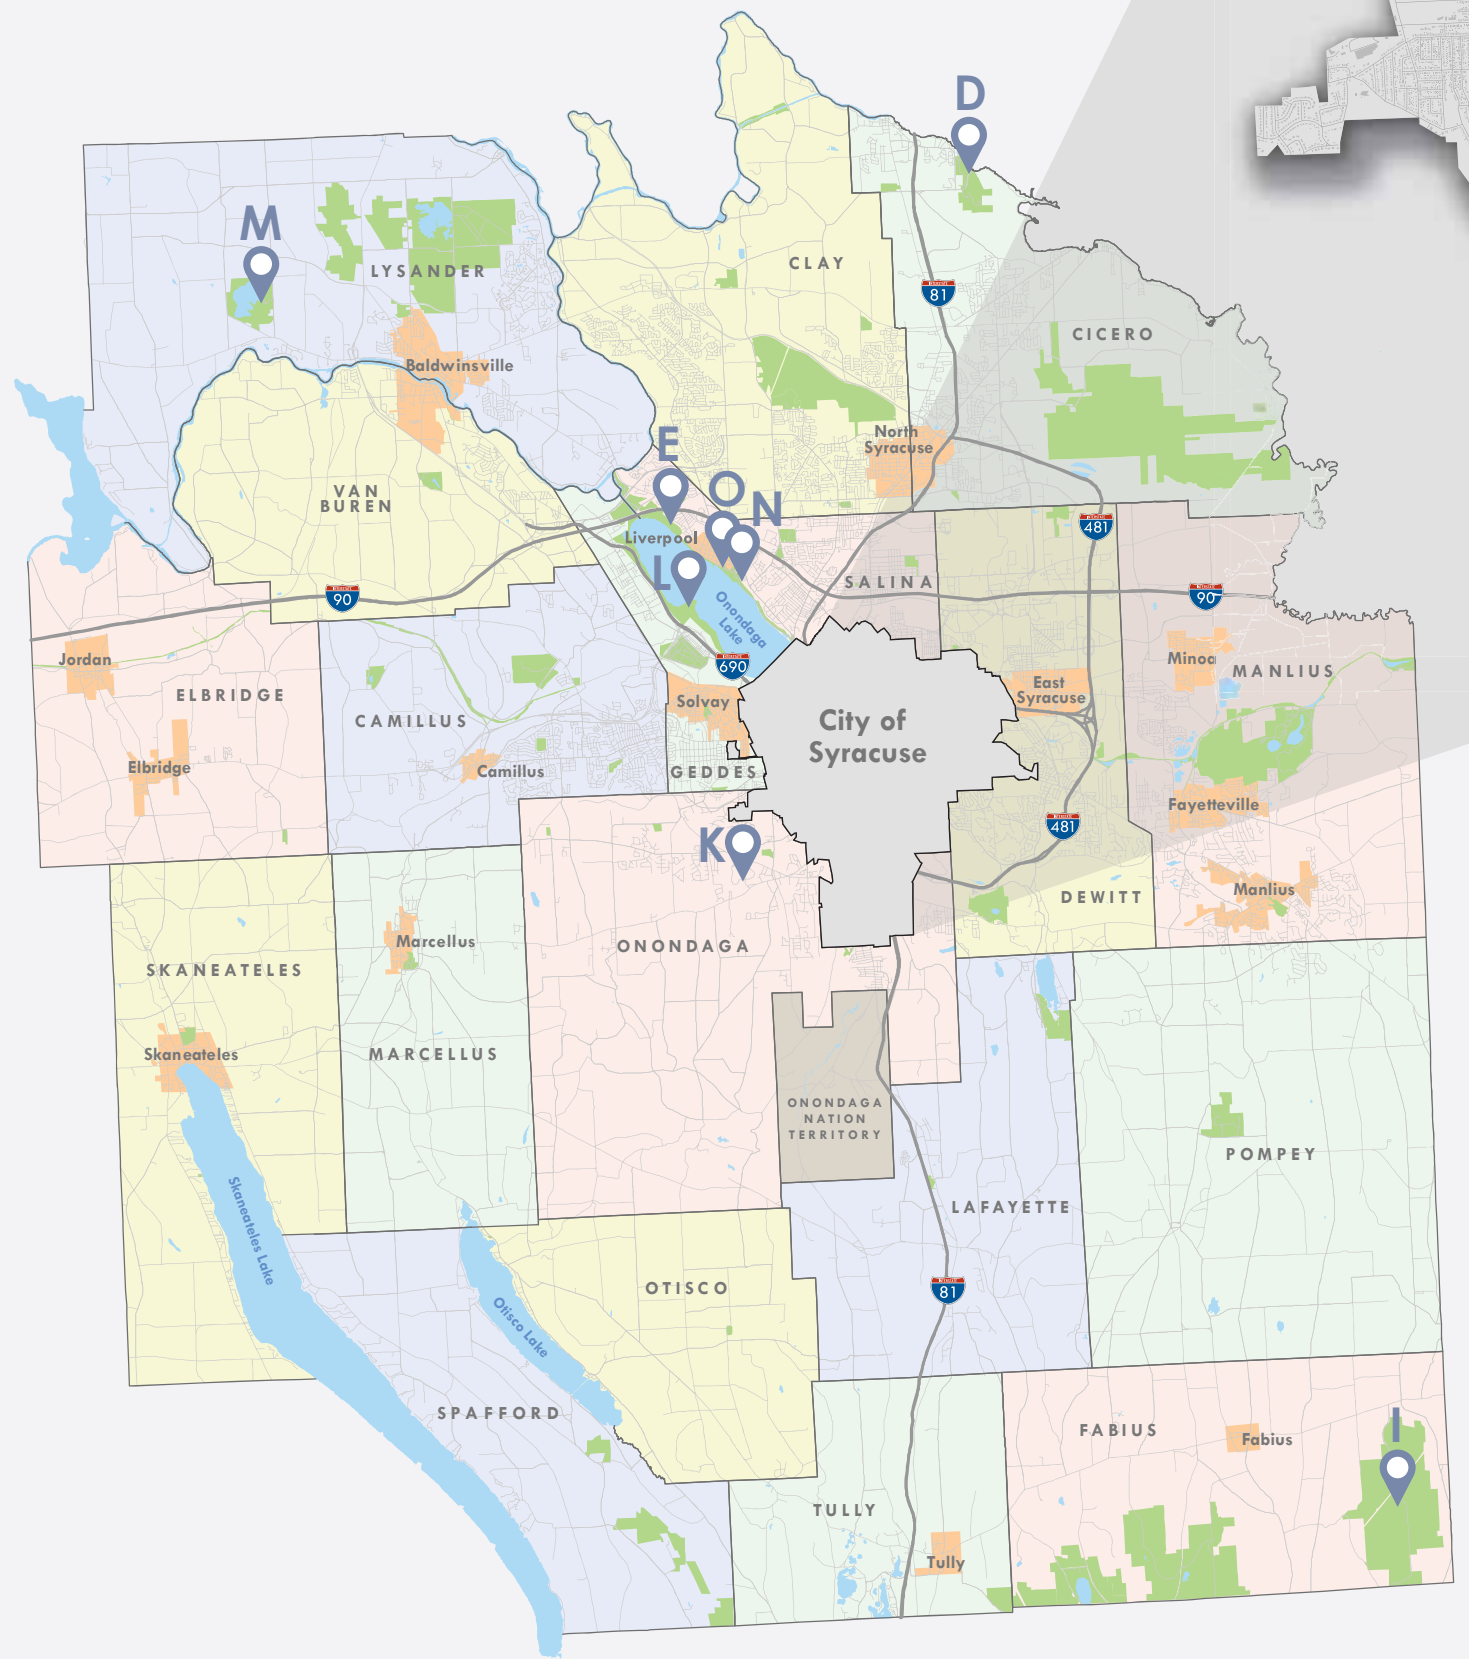 D
M
LYSANDER
CLAY
81
CICERO
Baldwinsville
North
Syracuse
E
O
N
VAN
BUREN
481
Liverpool
L
SALINA
90
90
Onondaga
Lake
Jordan
690
Minoa
MANLIUS
ELBRIDGE
CAMILLUS
Solvay
East
Syracuse
City of
Syracuse
Elbridge
Camillus
GEDDES
Fayetteville
481
K
Manlius
DEWITT
Marcellus
ONONDAGA
SKANEATELES
Skaneateles
MARCELLUS
ONONDAGA
NATION
TERRITORY
POMPEY
LAFAYETTE
Skaneateles Lake
OTISCO
81
Otisco Lake
SPAFFORD
FABIUS
Fabius
I
TULLY
Tully